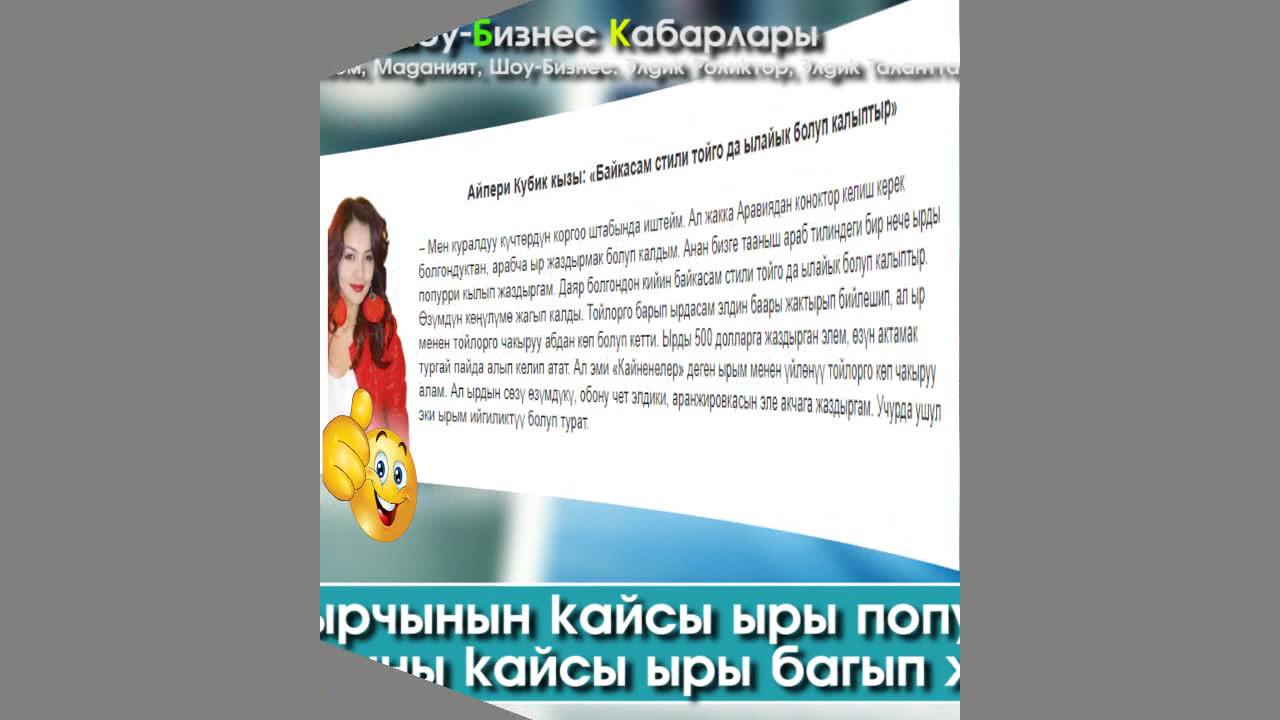 Шоу-Бизнес Кабарлары
Маданият, Шоу-Бизнес. Элдик Роликтор, Элдик
Айпери Кубик кызы: «Байкасам стили тойго да ылайык болуп калыптыр»
– Мен куралдуу күчтөрдүн коргоо штабында иштейм. Ал жакка Аравиядан коноктор келиш керек
болгондуктан, арабча ыр жаздырмак болуп калдым. Анан бизге тааныш араб тилиндеги бир нече ырды
попурри кылып жаздыргам. Даяр болгондон кийин байкасам стили тойго да ылайык болуп калыптыр.
Өзүмдүн көңүлүмө жагып калды. Тойлорго барып ырдасам элдин баары жактырып бийлешип, ал ыр
менен тойлорго чакыруу абдан көп болуп кетти. Ырды 500 долларга жаздырган элем, өзүн актамак
тургай пайда алып келип атат. Ал эми «Кайненелер» деген ырым менен үйлөнүү тойлорго көп чакыруу
алам. Ал ырдын сөзү өзүмдүкү, обону чет элдики, аранжировкасын эле акчага жаздыргам. Учурда ушул
эки ырым ийгиликтүү болуп турат.
ырчынын кайсы ыры
кайсы ыры багып